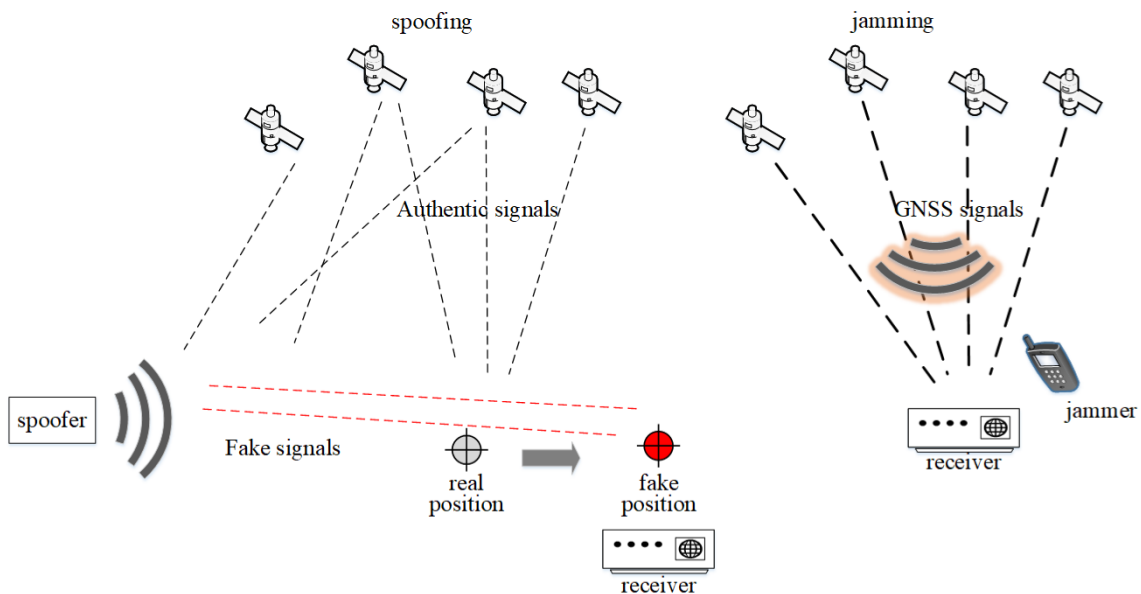 spoofing
jamming
Authentic signals
GNSS signals
spoofer
Fake signals
real
position
fake
position
receiver
jammer
receiver